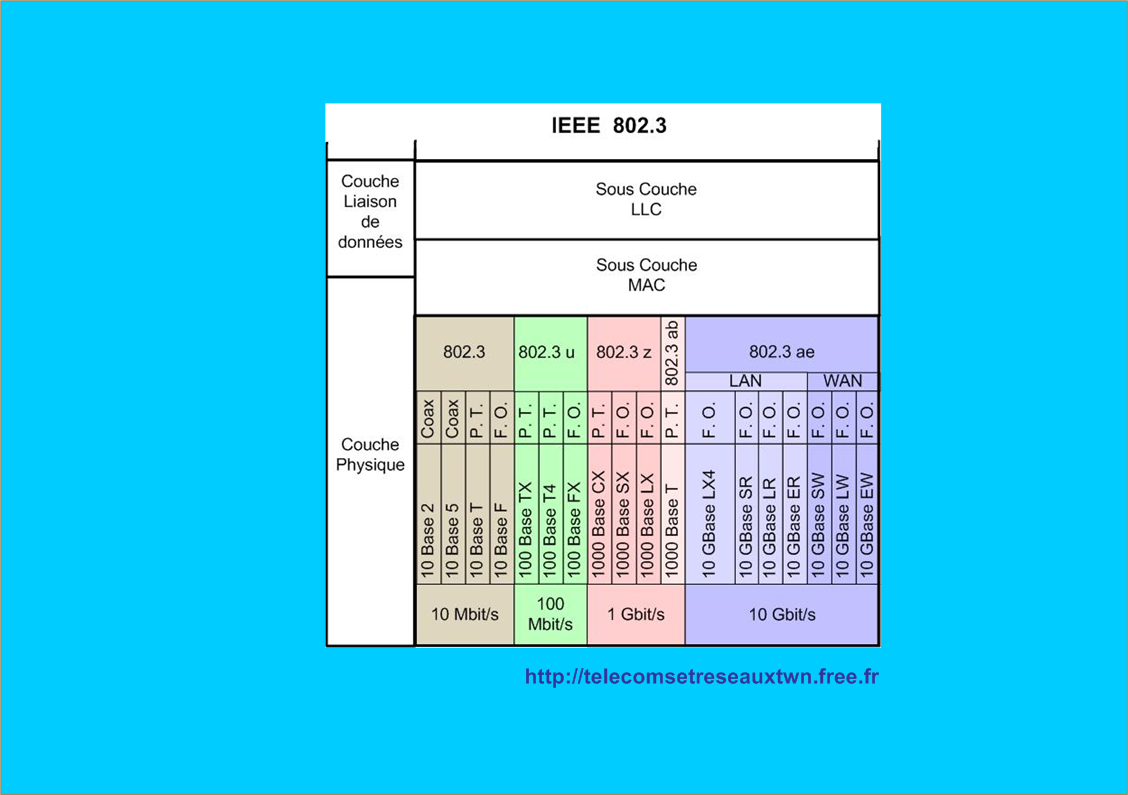 IEEE 802.3
Couche
Liaison
de
données
Sous Couche
LLC
Sous Couche
MAC
Couche
Physique
802.3
802.3 u
802.3 z
802.3 ab
802.3 ae
LAN
WAN
Coax
Coax
P. T.
F. O.
P. T.
P. T.
F. O.
P. T.
F. O.
F. O.
P. T.
F. O.
F. O.
F. O.
F. O.
F. O.
F. O.
F. O.
10 Base 2
10 Base 5
10 Base T
10 Base F
100 Base TX
100 Base T4
100 Base FX
1000 Base CX
1000 Base SX
1000 Base LX
1000 Base T
10 GBase LX4
10 GBase SR
10 GBase LR
10 GBase ER
10 GBase SW
10 GBase LW
10 GBase EW
10 Mbit/s
100
Mbit/s
1 Gbit/s
10 Gbit/s
http://telecomsetreseauxtwn.free.fr